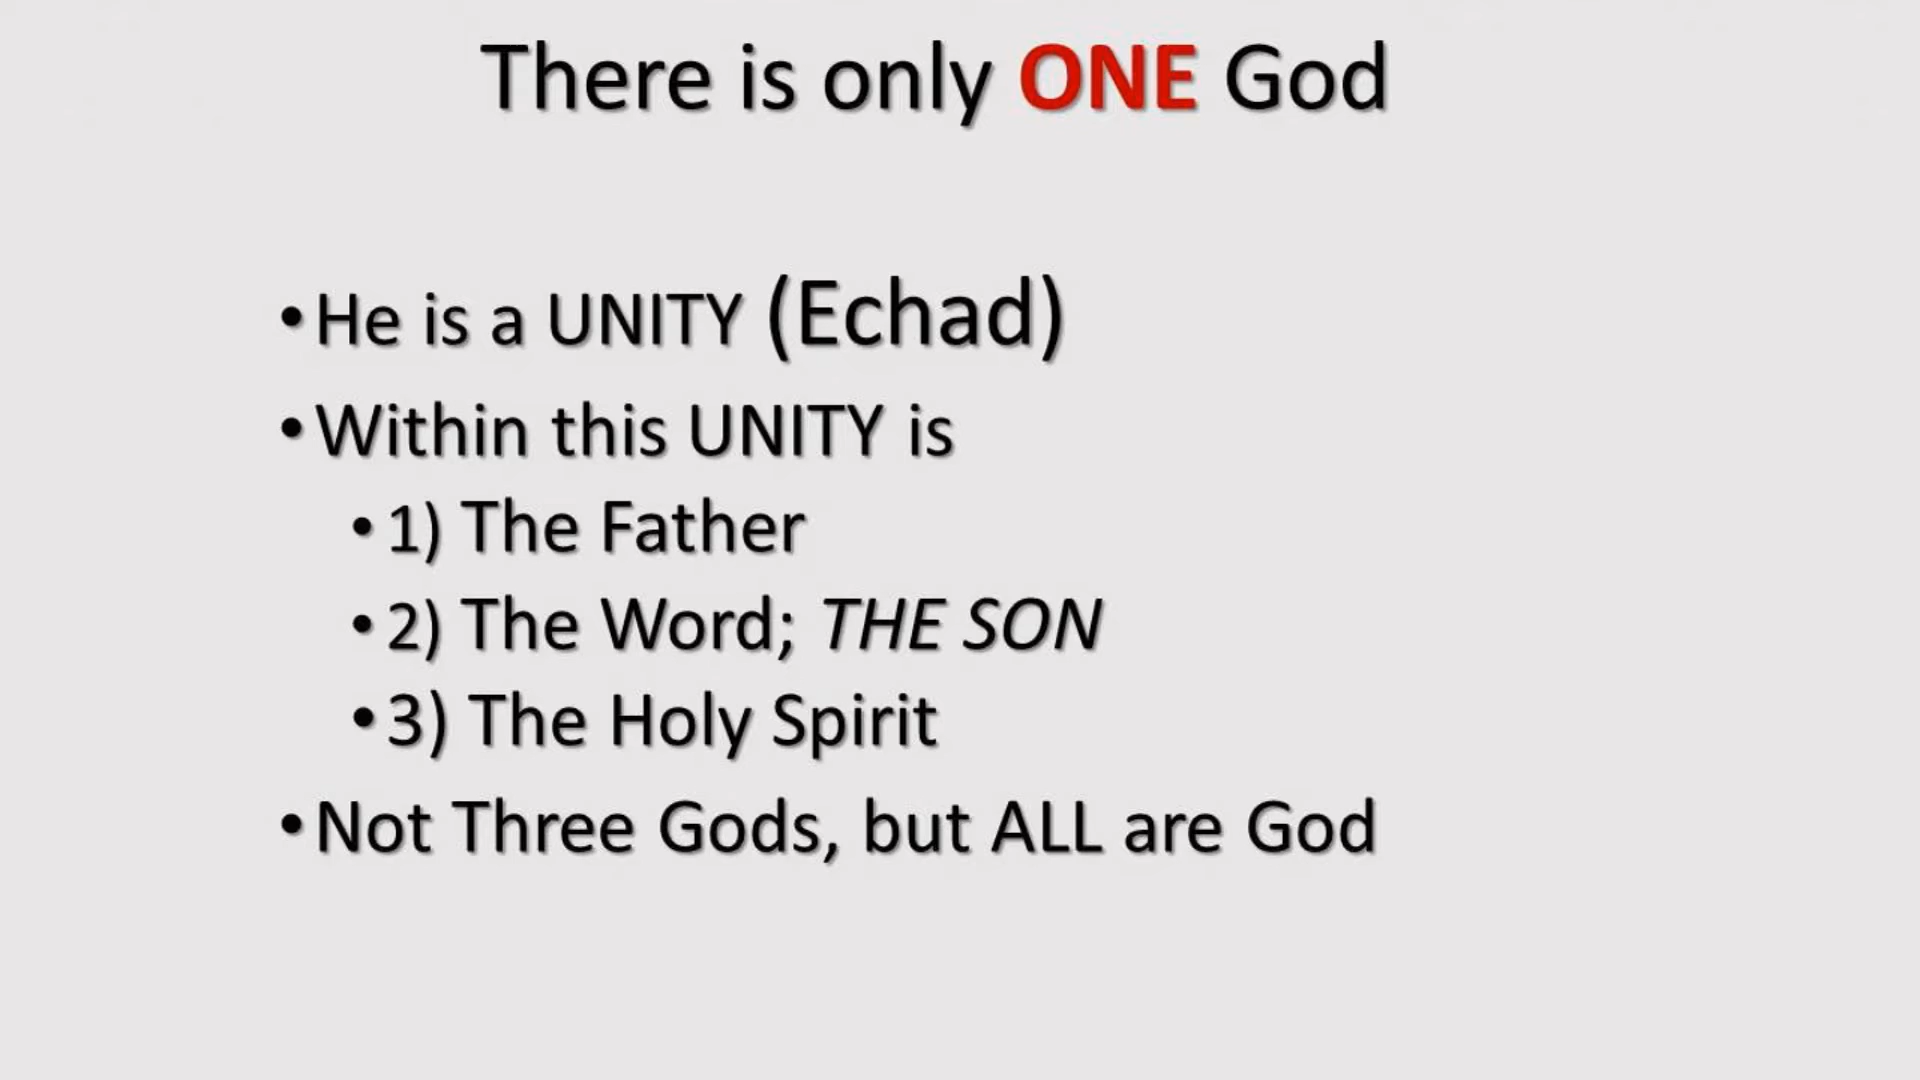 There is only ONE God
•He is a UNITY (Echad)
•Within this UNITY is
•1) The Father
•2) The Word; THE SON
•3) The Holy Spirit
•Not Three Gods, but ALL are God